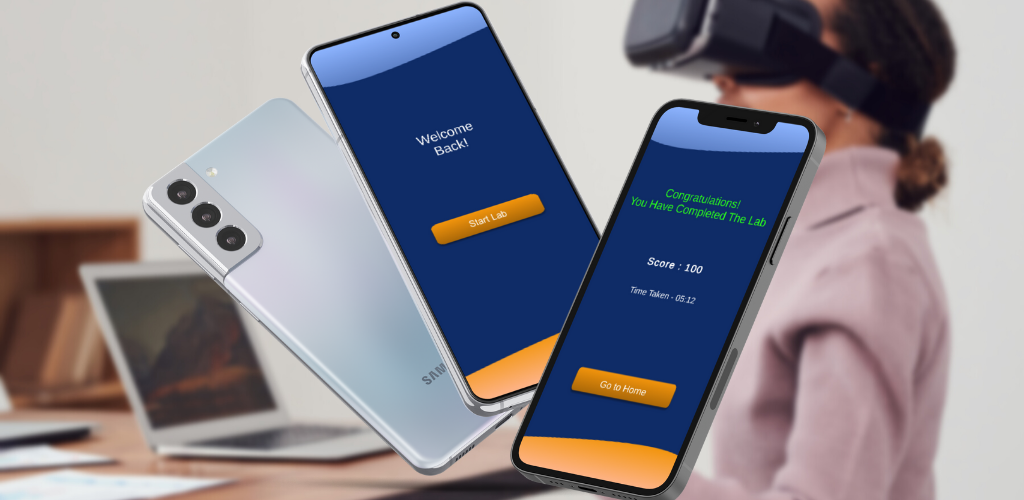 Welcome
Back!
Start Lab
Congratulations!
You Have Completed The Lab
Score : 100
Time Taken - 05:12
Go to Home
SAM